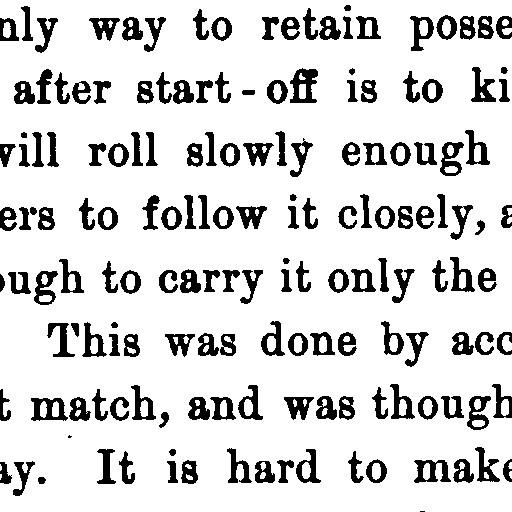 nly way to retain posse
after start-off is to ki
will roll slowly enough
ers to follow it closely, a
ough to carry it only the
This was done by acc
t match, and was though
ay. It is hard to make